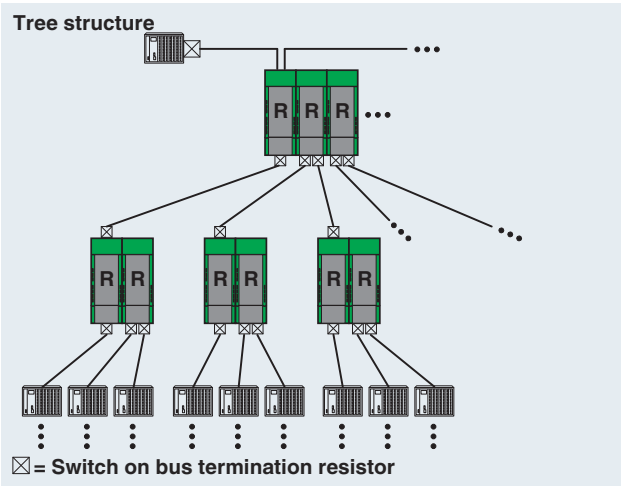 Tree structure
R R R
R R R R R R
= Switch on bus termination resistor